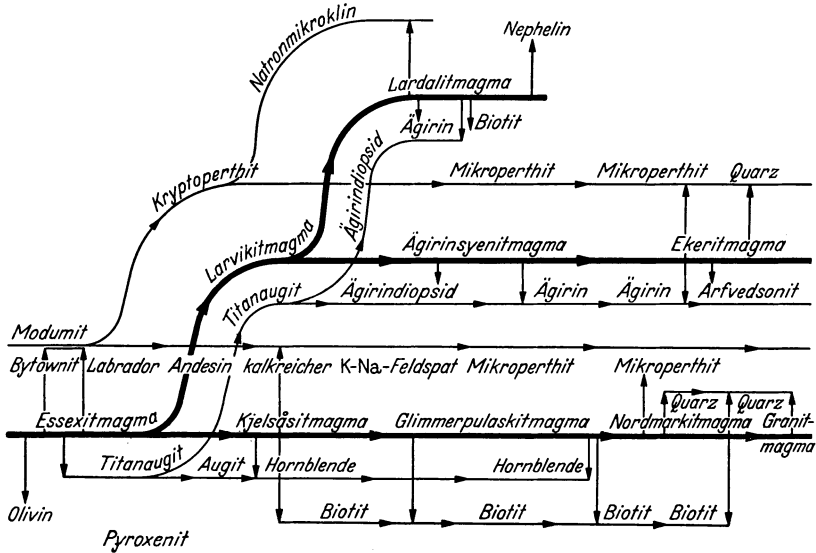 Nephelin
Natronmikroklin
Lardalitmagma
Ägirin Biotit
Kryptoperthit Ägirindiopsid Mikroperthit Mikroperthit Quarz
Larvikitmagma Ägirinsyenitmagma Ekeritmagma
Titanaugit Ägirindiopsid Ägirin Ägirin Arfvedsonit
Modumit
Bytownit Labrador Andesin kalkreicher K-Na-Feldspat Mikroperthit Mikroperthit
Quarz Quarz
Essexitmagma Kjelsåsitmagma Glimmerpulaskitmagma Nordmarkitmagma Granit-
magma
Titanaugit Augit Hornblende Hornblende
Olivin Biotit Biotit Biotit Biotit
Pyroxenit